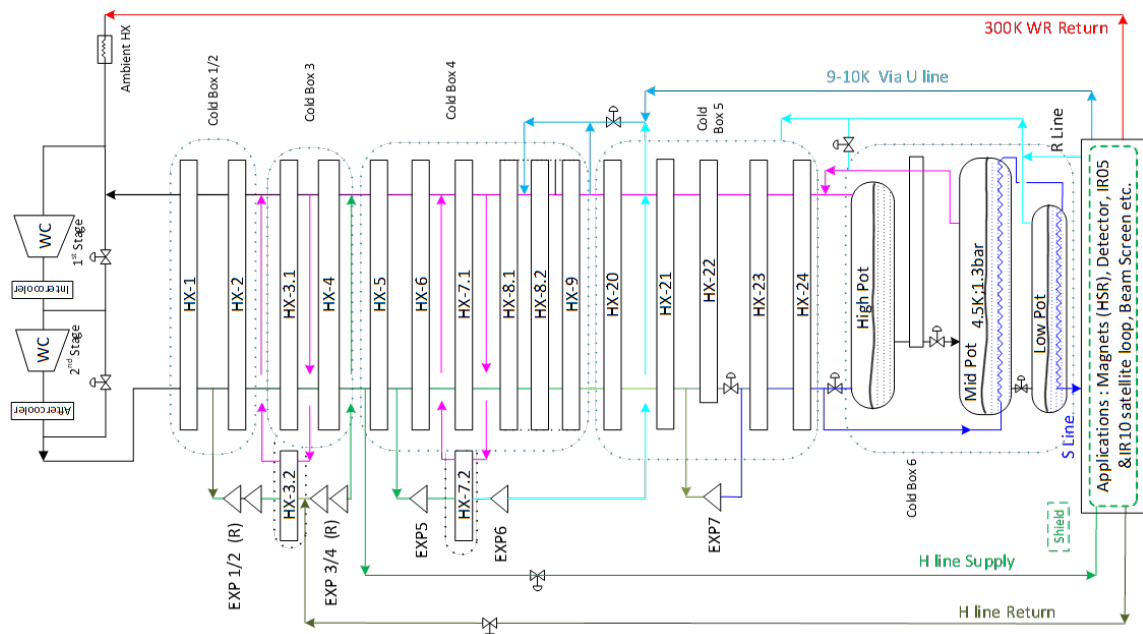 300K WR Return
Ambient HX
Cold Box 1/2
Cold Box 3
Cold Box 4
9-10K Via U line
Cold
Box 5
R Line
WC
1st Stage
Intercooler
WC
2nd Stage
Aftercooler
HX-1
HX-2
HX-3.1
HX-4
HX-5
HX-6
HX-7.1
HX-8.1
HX-8.2
HX-9
HX-20
HX-21
HX-22
HX-23
HX-24
High Pot
Mid Pot 4.5K;1.3bar
Low Pot
S Line
Applications : Magnets (HSR), Detector, IR05
& IR10 satellite loop, Beam Screen etc.
HX-3.2
HX-7.2
EXP 1/2 (R)
EXP 3/4 (R)
EXP5
EXP6
EXP7
Cold Box 6
Shield
H line Supply
H line Return